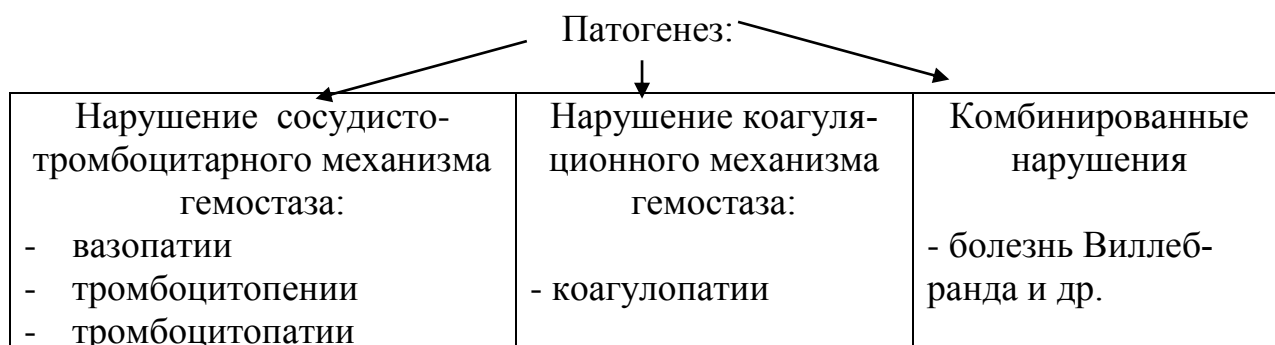 Патогенез:
Нарушение сосудисто-
тромбоцитарного механизма
гемостаза:
- вазопатии
- тромбоцитопении
- тромбоцитопатии
Нарушение коагуля-
ционного механизма
гемостаза:
- коагулопатии
Комбинированные
нарушения
- болезнь Виллеб-
ранда и др.